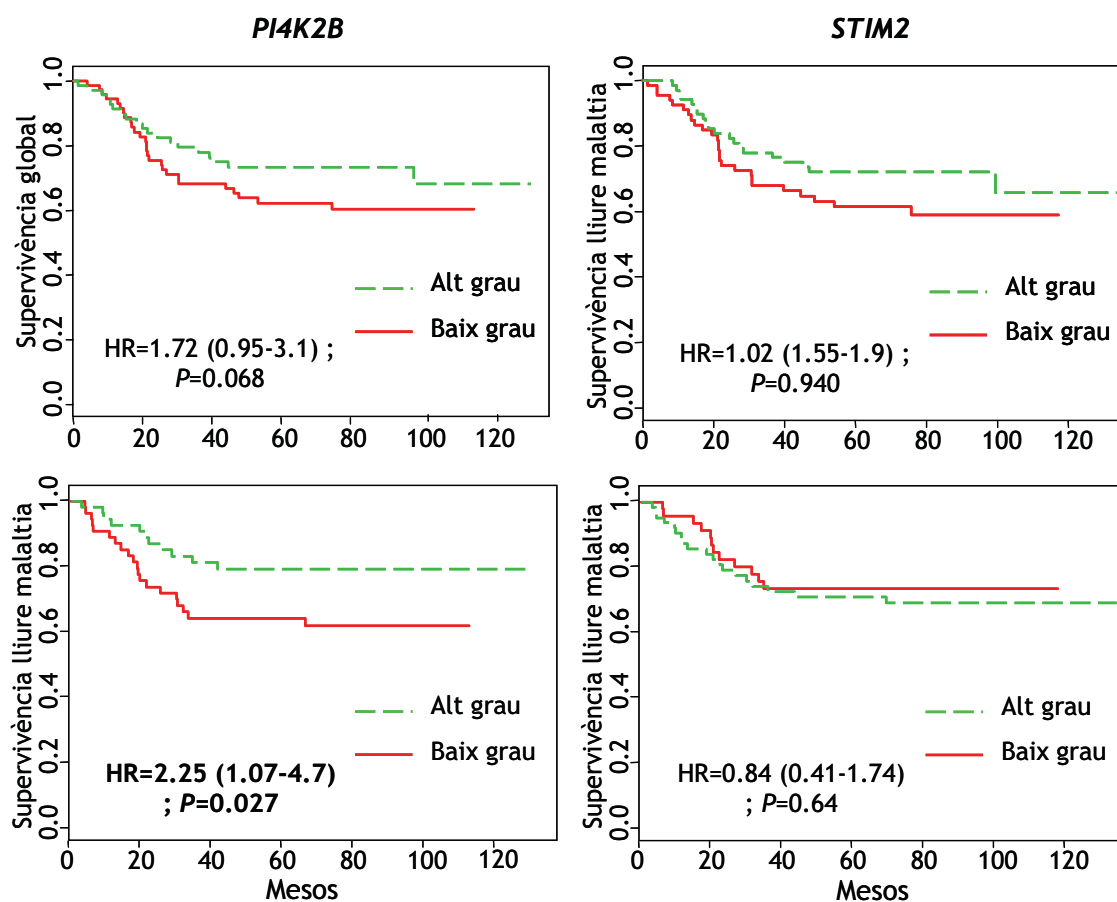 PI4K2B
Supervivència global
1.0
0.8
0.6
0.4
0.2
0.0
Alt grau
Baix grau
HR=1.72 (0.95-3.1) ;
P=0.068
0 20 40 60 80 100 120
STIM2
Supervivència lliure malaltia
1.0
0.8
0.6
0.4
0.2
0.0
Alt grau
Baix grau
HR=1.02 (1.55-1.9) ;
P=0.940
0 20 40 60 80 100 120
Supervivència lliure malaltia
1.0
0.8
0.6
0.4
0.2
0.0
Alt grau
Baix grau
HR=2.25 (1.07-4.7)
; P=0.027
0 20 40 60 80 100 120
Mesos
Supervivència lliure malaltia
1.0
0.8
0.6
0.4
0.2
0.0
Alt grau
Baix grau
HR=0.84 (0.41-1.74)
; P=0.64
0 20 40 60 80 100 120
Mesos